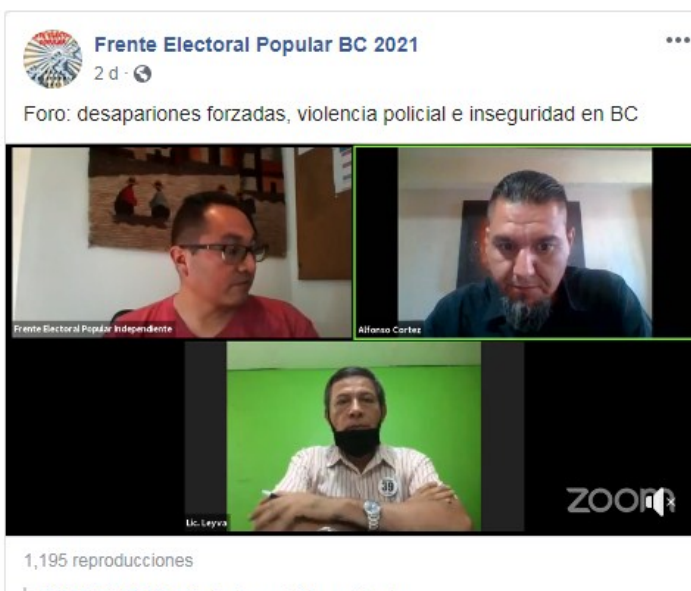 Frente Electoral Popular BC 2021
2 d
Foro: desapariones forzadas, violencia policial e inseguridad en BC
Frente Electoral Popular Independiente
Alfonso Cortez
39
Lic. Leyva
zoom
1,195 reproducciones